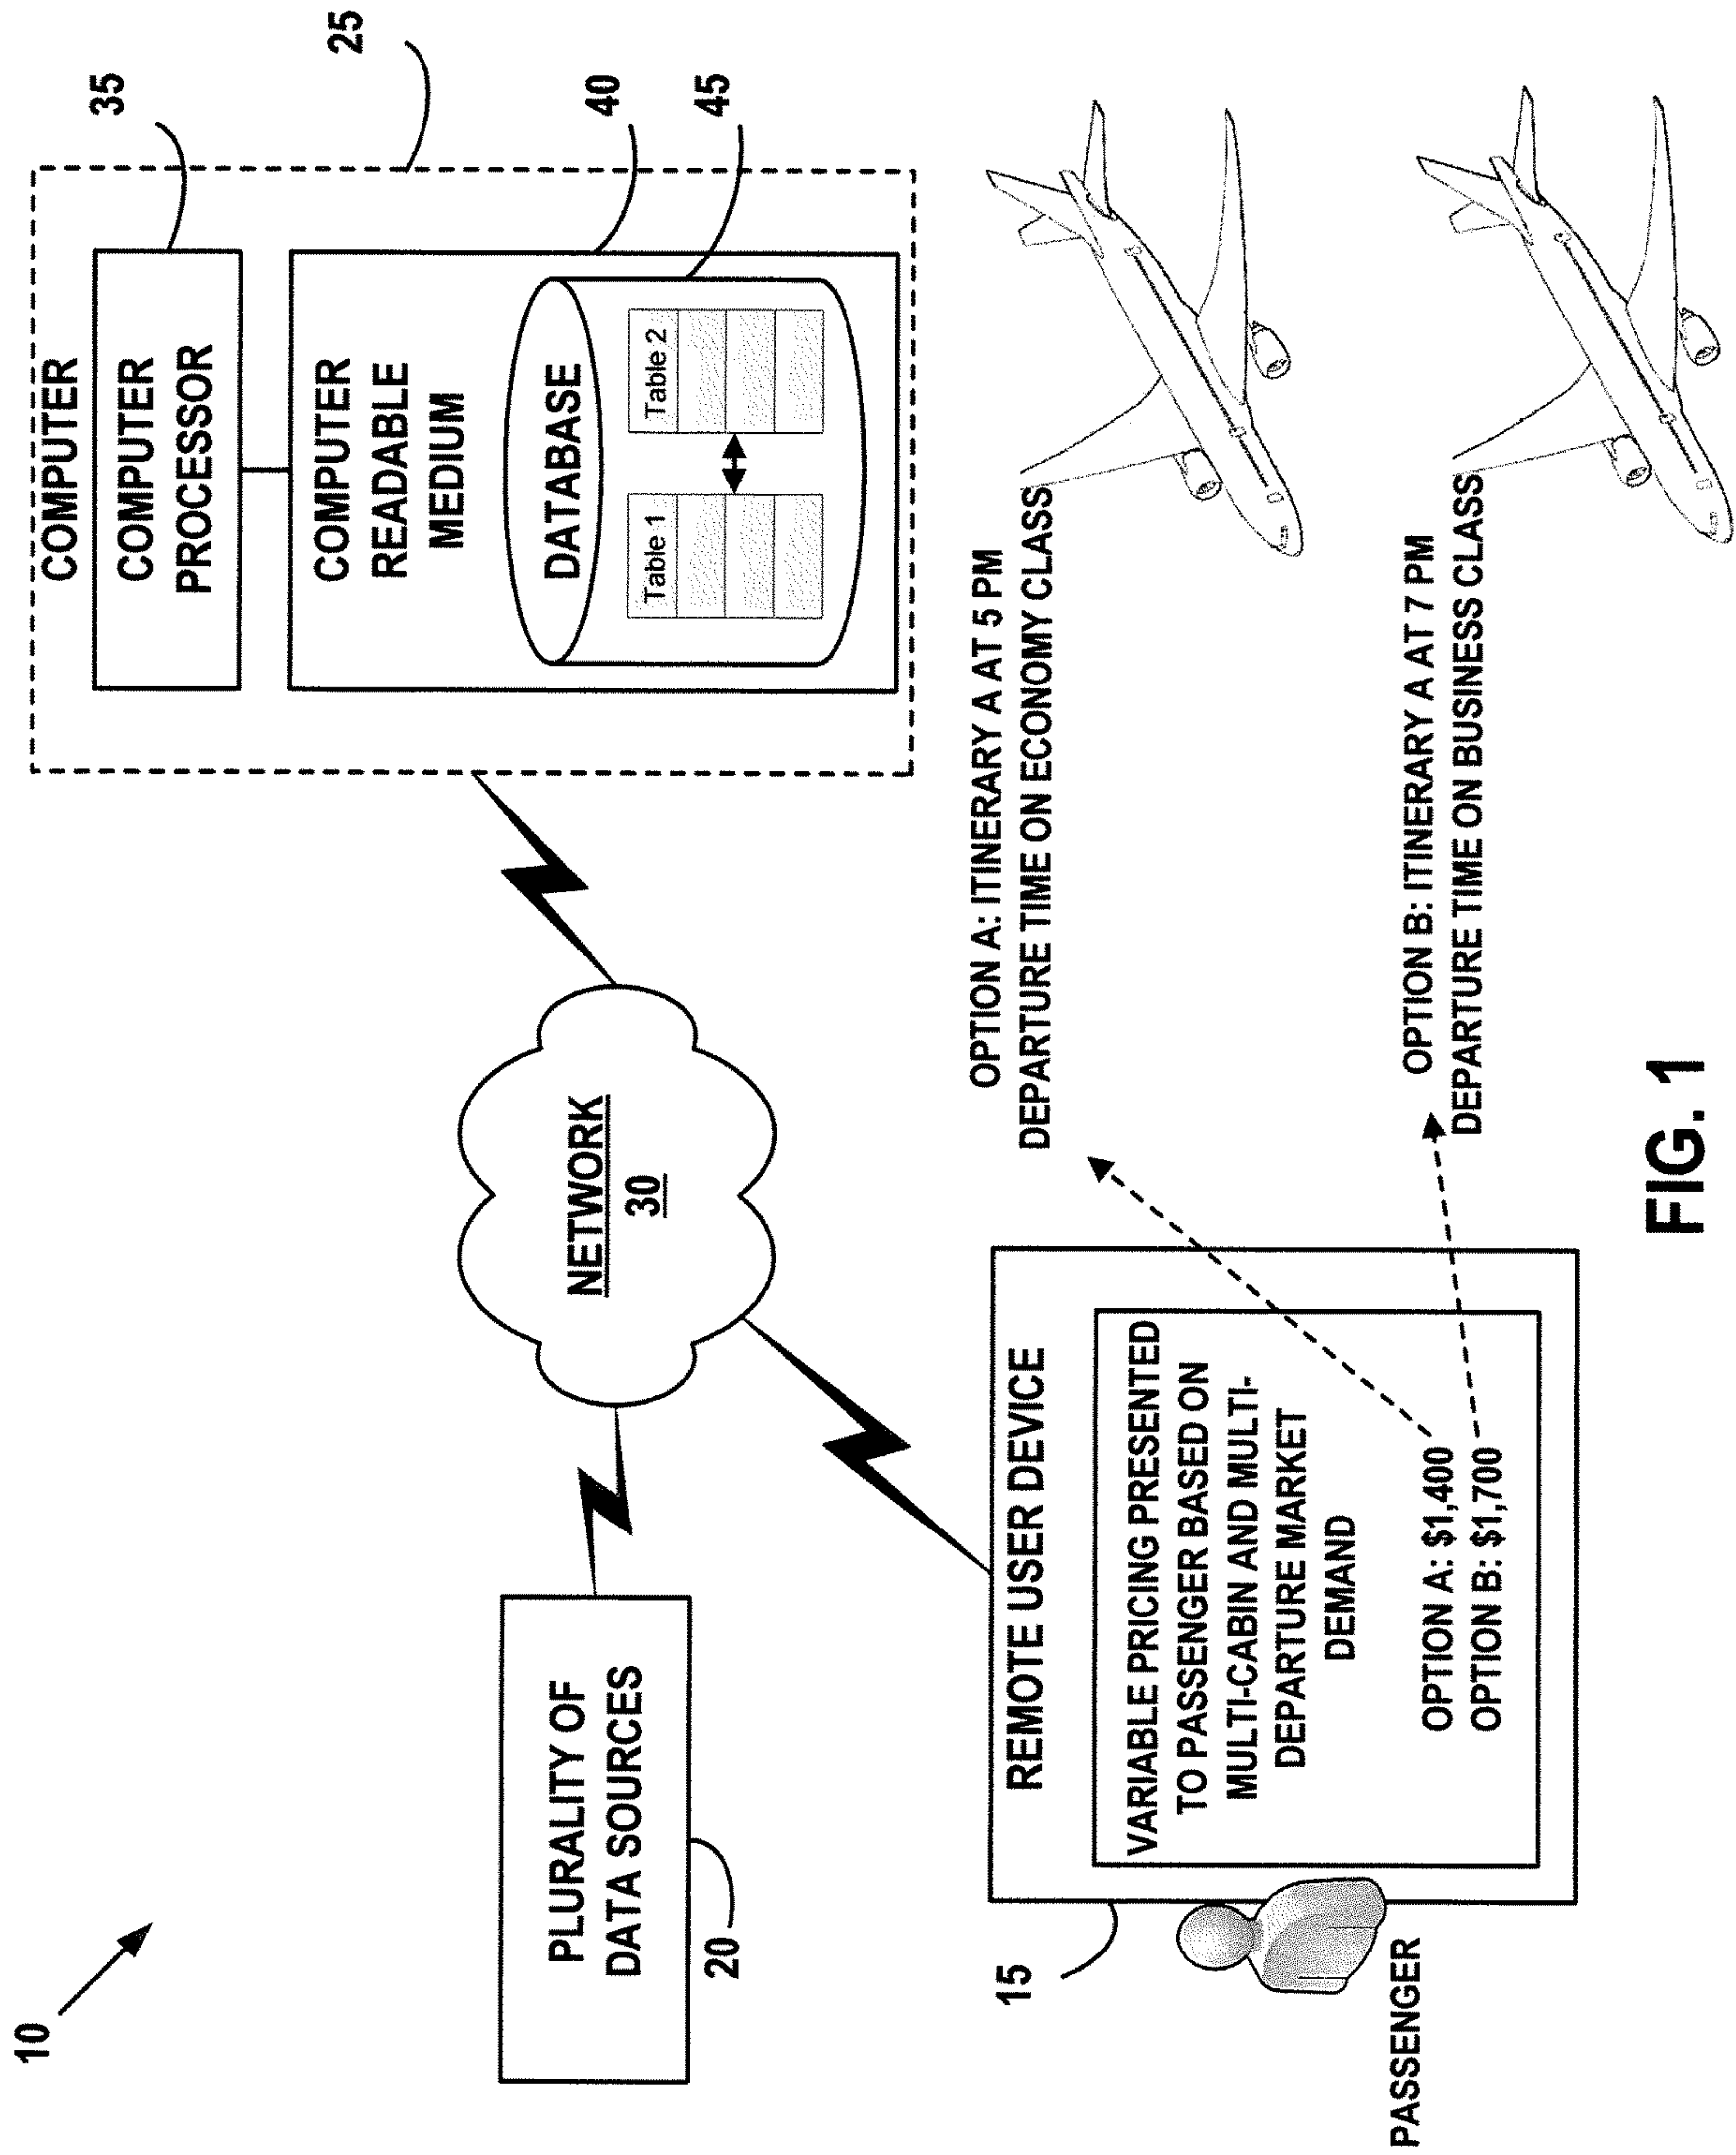 10
COMPUTER
35
25
COMPUTER
PROCESSOR
COMPUTER
READABLE
MEDIUM
40
DATABASE
45
Table 1
Table 2
NETWORK
30
PLURALITY OF
DATA SOURCES
20
REMOTE USER DEVICE
15
VARIABLE PRICING PRESENTED
TO PASSENGER BASED ON
MULTI-CABIN AND MULTI-
DEPARTURE MARKET
DEMAND
OPTION A: $1,400
OPTION B: $1,700
PASSENGER
OPTION A: ITINERARY A AT 5 PM
DEPARTURE TIME ON ECONOMY CLASS
OPTION B: ITINERARY A AT 7 PM
DEPARTURE TIME ON BUSINESS CLASS
FIG. 1